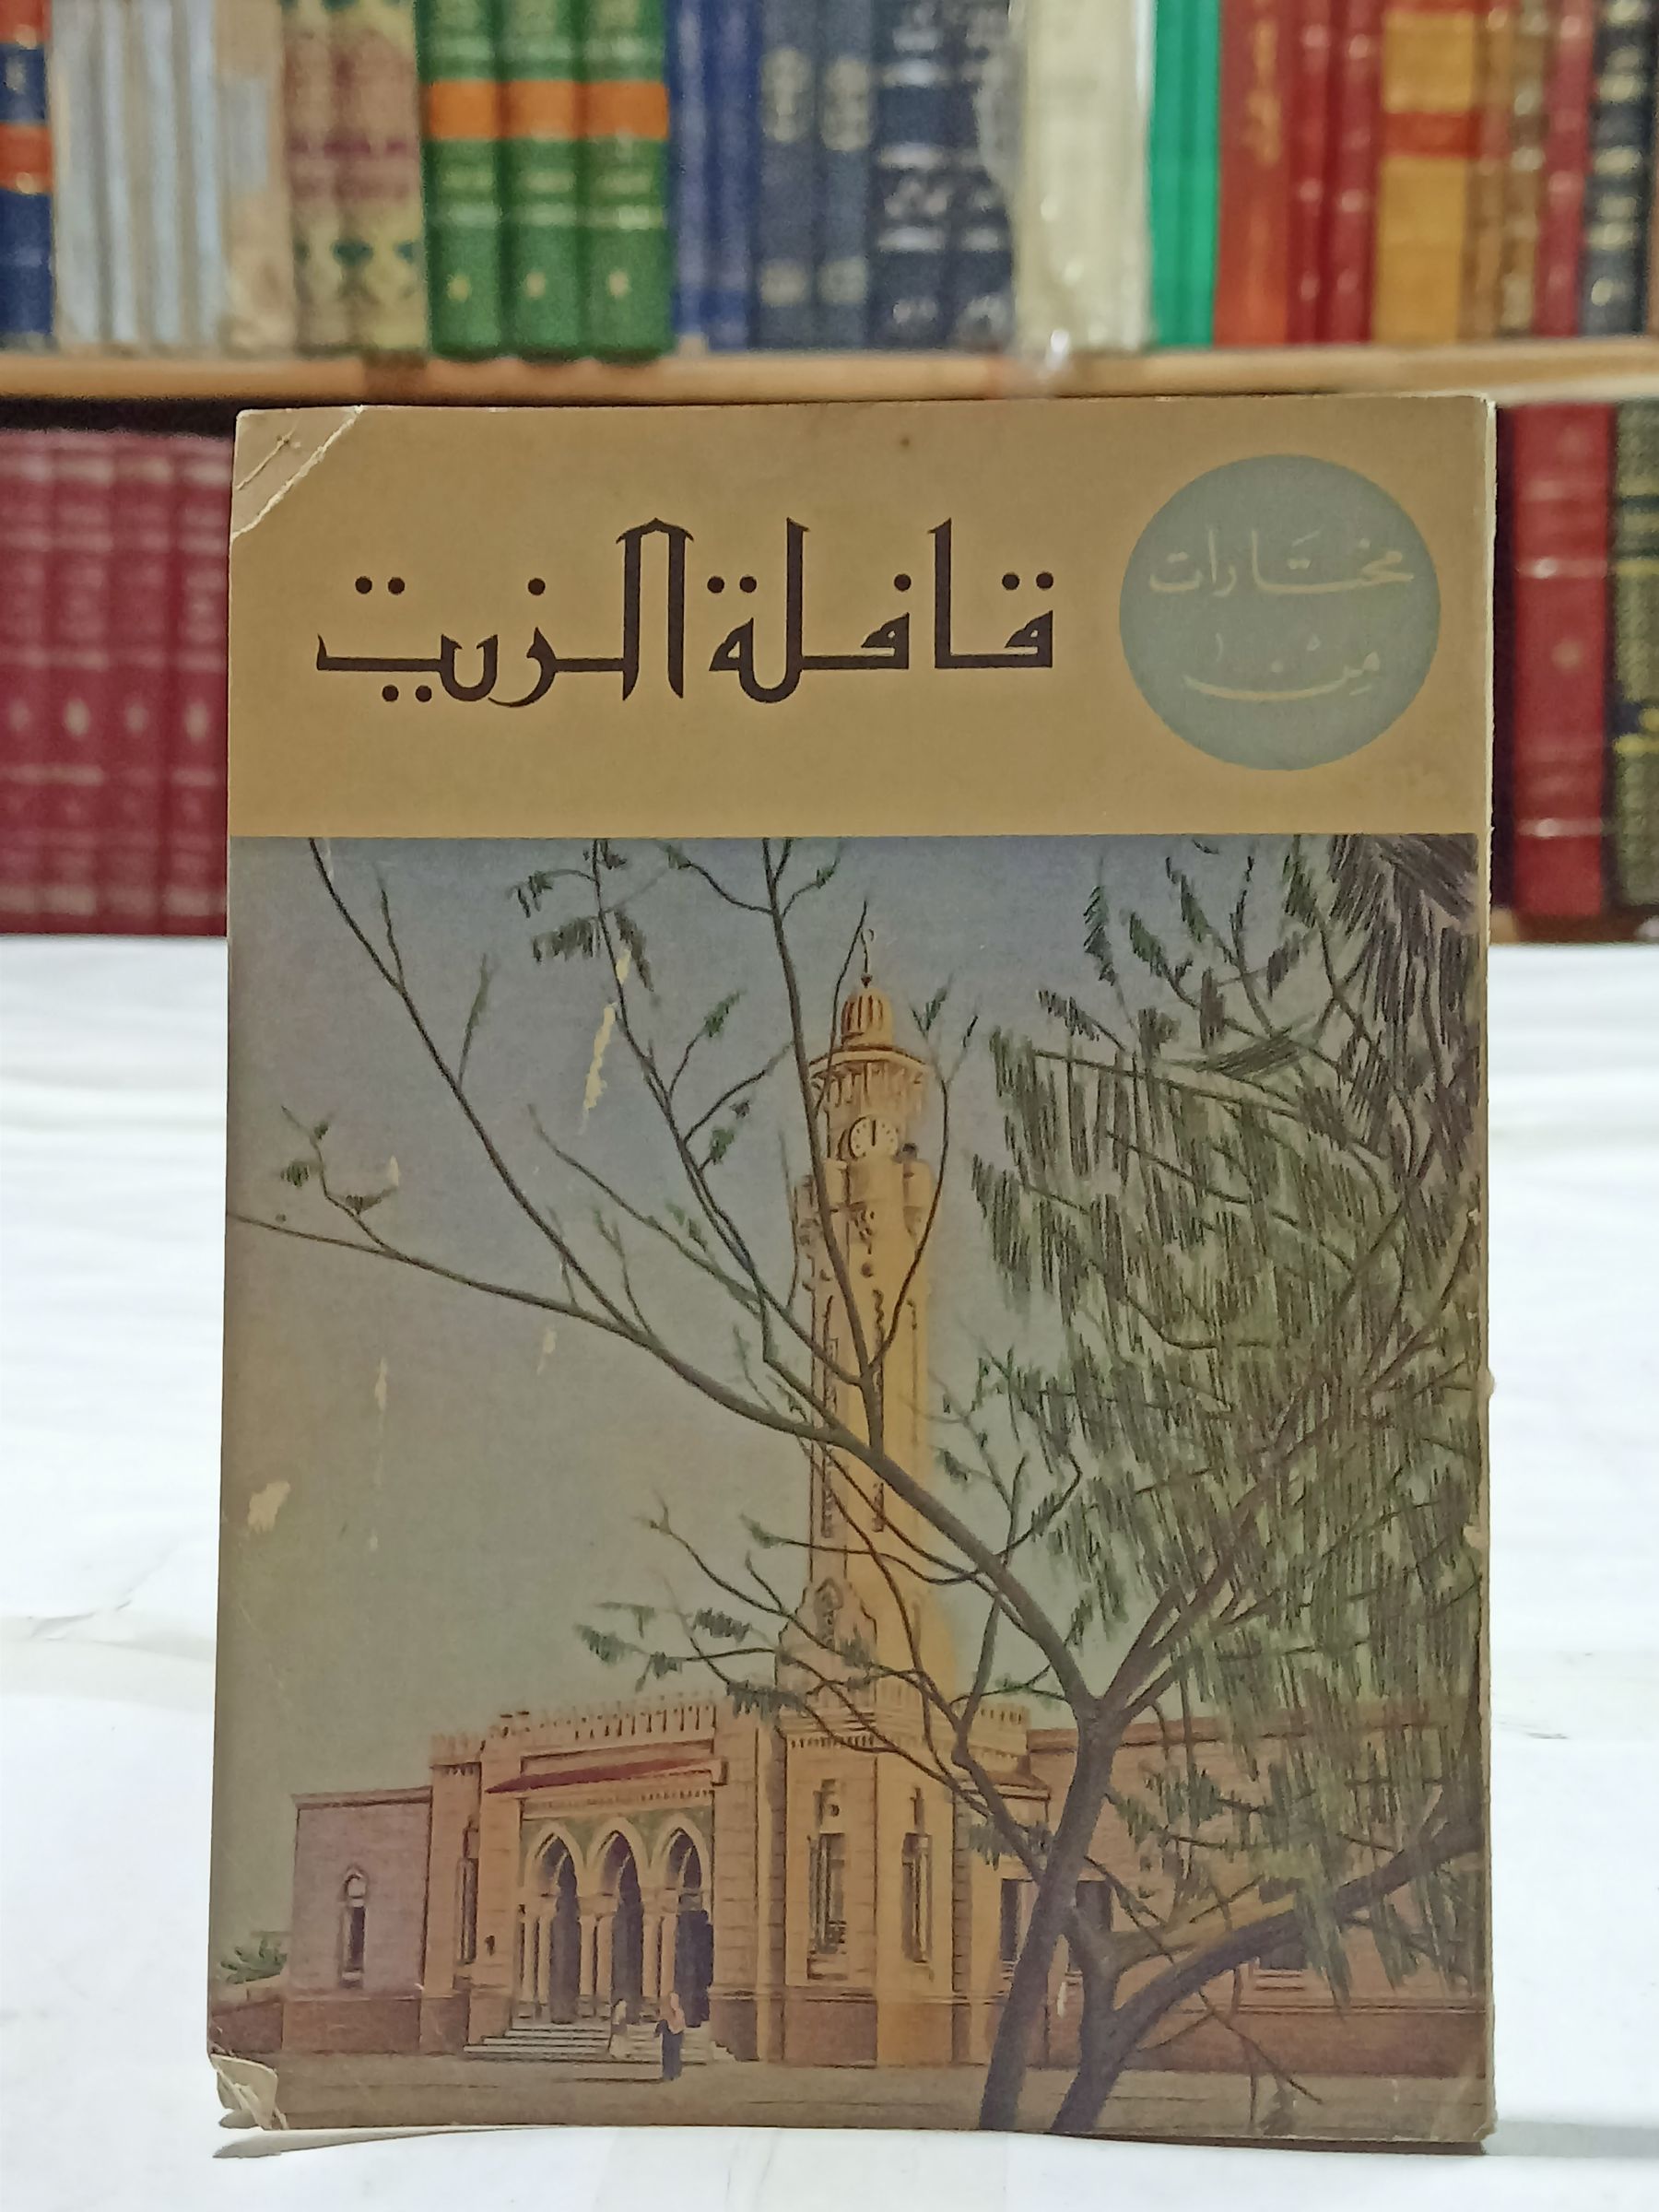 مختارات
من
قافلة الزيت